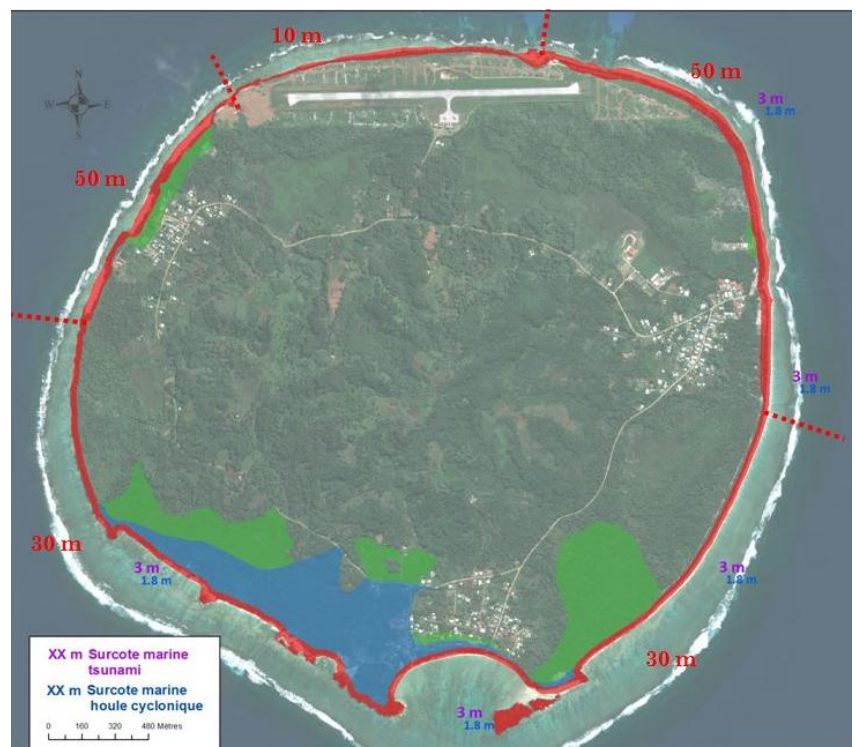 10 m
50 m
N
W E
S
3 m
1.8 m
50 m
3 m
1.8 m
30 m
3 m
1.8 m
3 m
1.8 m
30 m
3 m
1.8 m
XX m Surcote marine
tsunami
XX m Surcote marine
houle cyclonique
0 160 320 480 Mètres